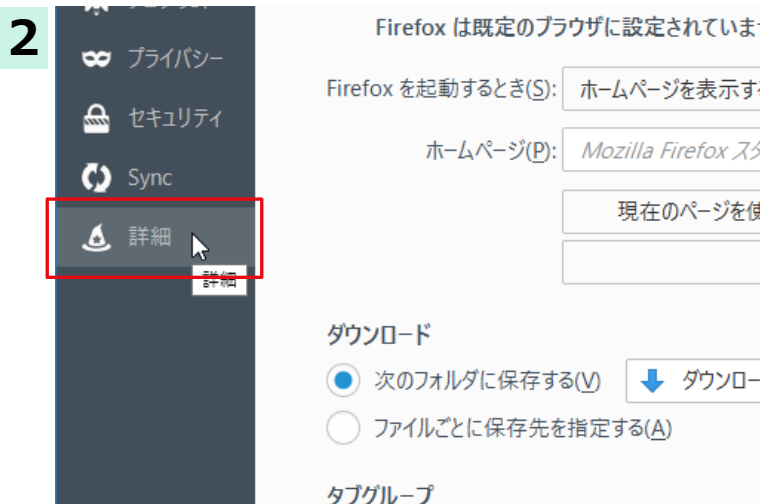 2
Firefox は既定のブラウザに設定されていま
プライバシー
Firefox を起動するとき(S):
ホームページを表示す
セキュリティ
ホームページ(P):
Mozilla Firefox スタ
Sync
現在のページを使
詳細
詳細
ダウンロード
次のフォルダに保存する(V)
ダウンロー
ファイルごとに保存先を指定する(A)
タブグループ